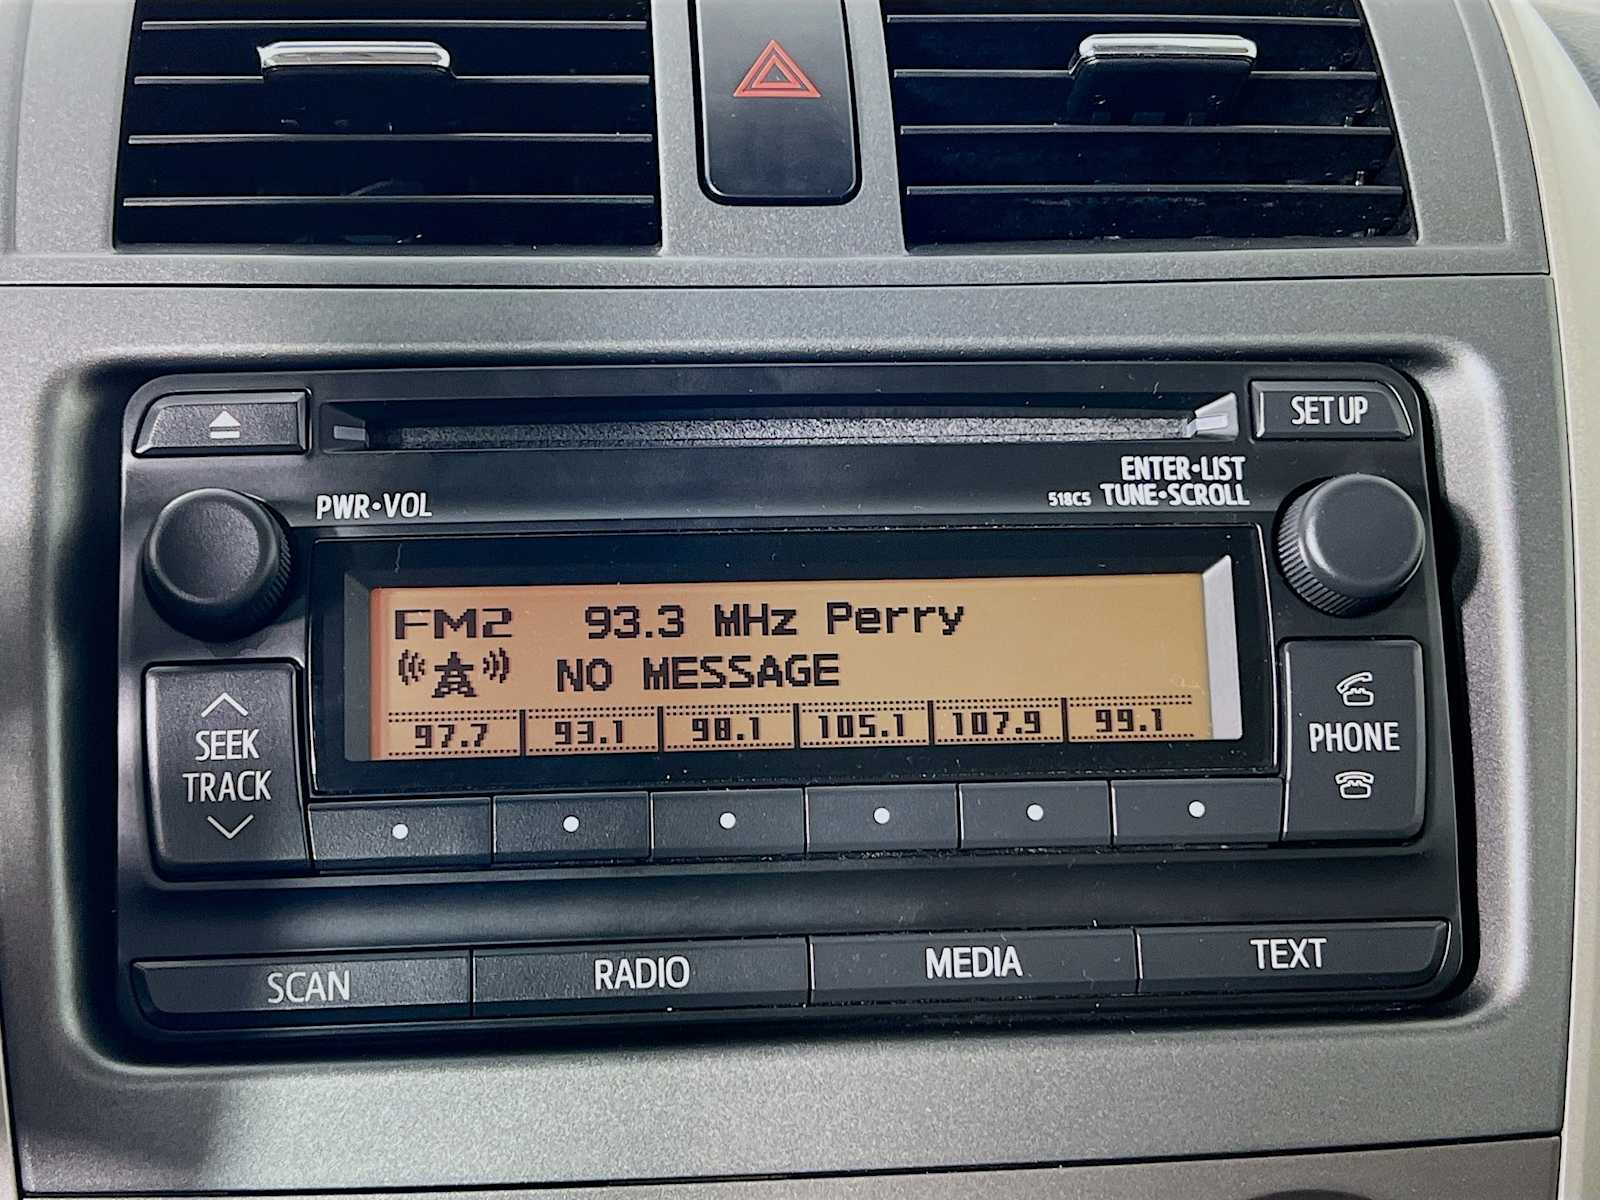 SET UP
ENTER•LIST
518C5 TUNE•SCROLL
PWR•VOL
FM2 93.3 MHz Perry
NO MESSAGE
97.7 93.1 98.1 105.1 107.9 99.1
SEEK
TRACK
PHONE
SCAN RADIO MEDIA TEXT